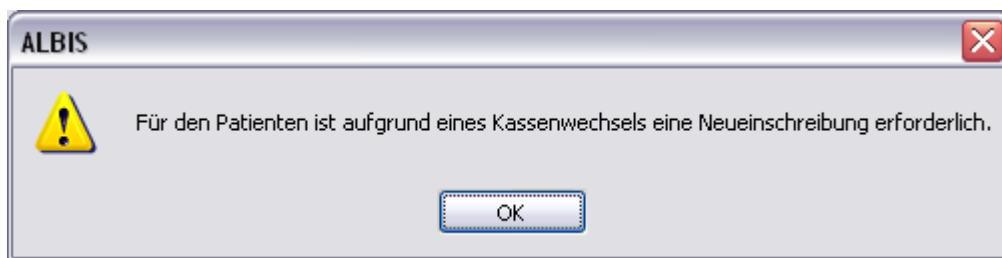 ALBIS
Für den Patienten ist aufgrund eines Kassenwechsels eine Neueinschreibung erforderlich.
OK